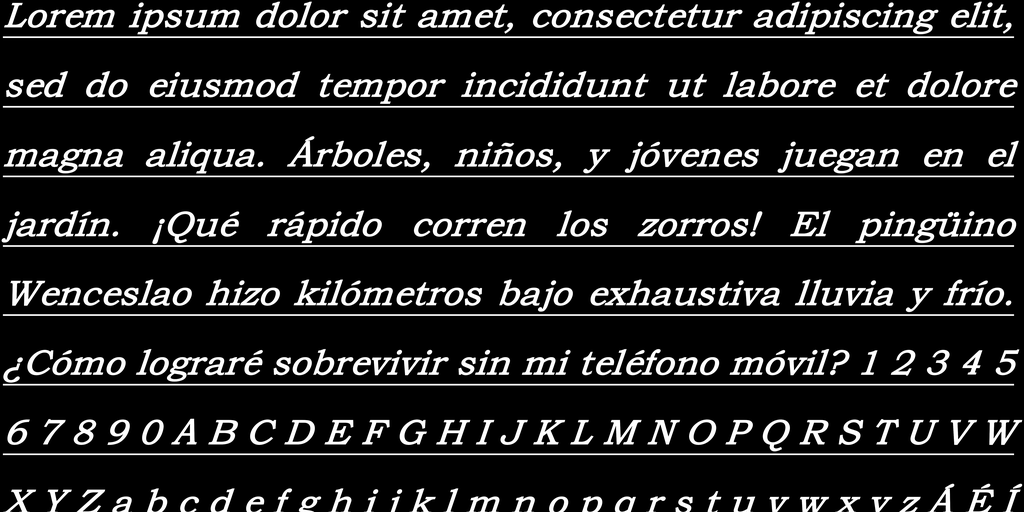 Lorem ipsum dolor sit amet, consectetur adipiscing elit,
sed do eiusmod tempor incididunt ut labore et dolore
magna aliqua. Árboles, niños, y jóvenes juegan en el
jardín. ¡Qué rápido corren los zorros! El pingüino
Wenceslao hizo kilómetros bajo exhaustiva lluvia y frío.
¿Cómo lograré sobrevivir sin mi teléfono móvil? 1 2 3 4 5
6 7 8 9 0 A B C D E F G H I J K L M N O P Q R S T U V W
X Y Z a b c d e f g h i j k l m n o p q r s t u v w x y z Á É Í